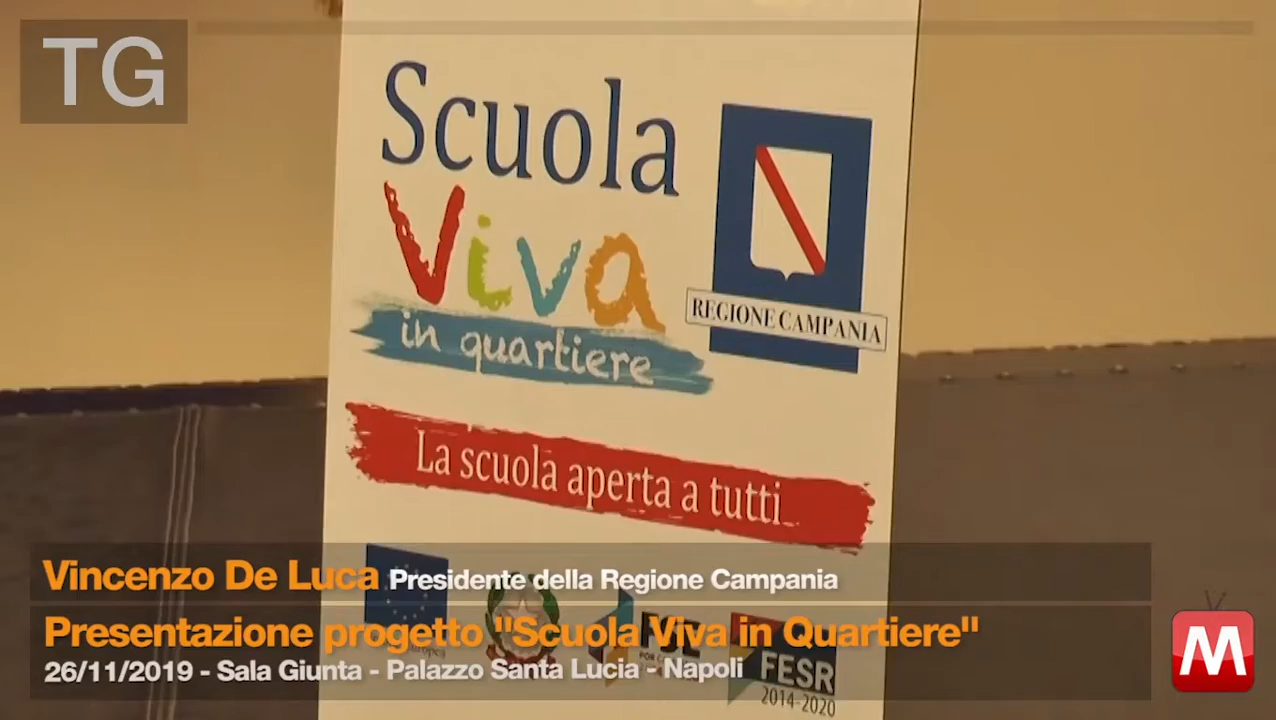 TG
Scuola
Viva
in quartiere
REGIONE CAMPANIA
La scuola aperta a tutti
Vincenzo De Luca Presidente della Regione Campania
Presentazione progetto "Scuola Viva in Quartiere"
26/11/2019 - Sala Giunta - Palazzo Santa Lucia - Napoli
FSE
FESR
2014-2020
M